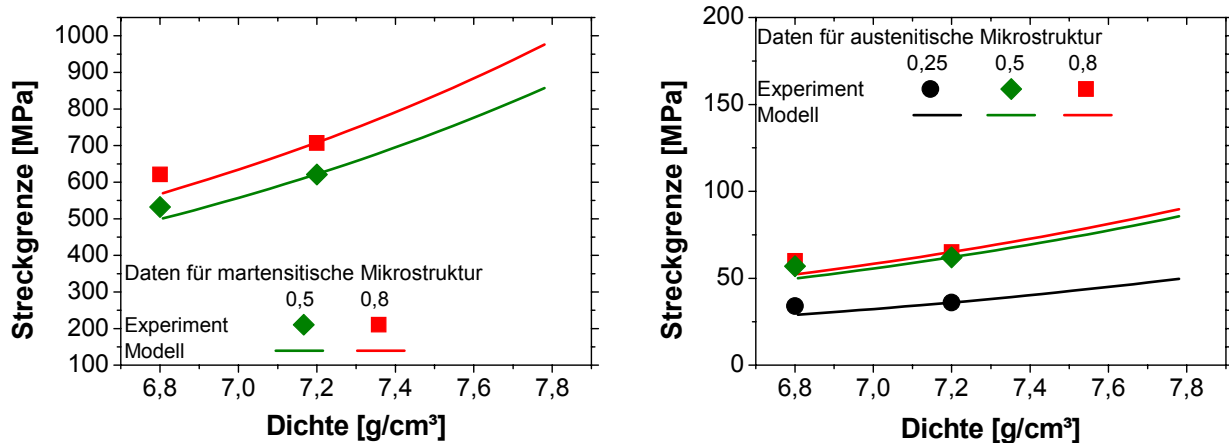 Streckgrenze [MPa]
1000
900
800
700
600
500
400
300
200
100
Daten für martensitische Mikrostruktur
0,5 0,8
Experiment
Modell
6,8 7,0 7,2 7,4 7,6 7,8
Dichte [g/cm³]
Streckgrenze [MPa]
200
150
100
50
0
Daten für austenitische Mikrostruktur
0,25 0,5 0,8
Experiment
Modell
6,8 7,0 7,2 7,4 7,6 7,8
Dichte [g/cm³]